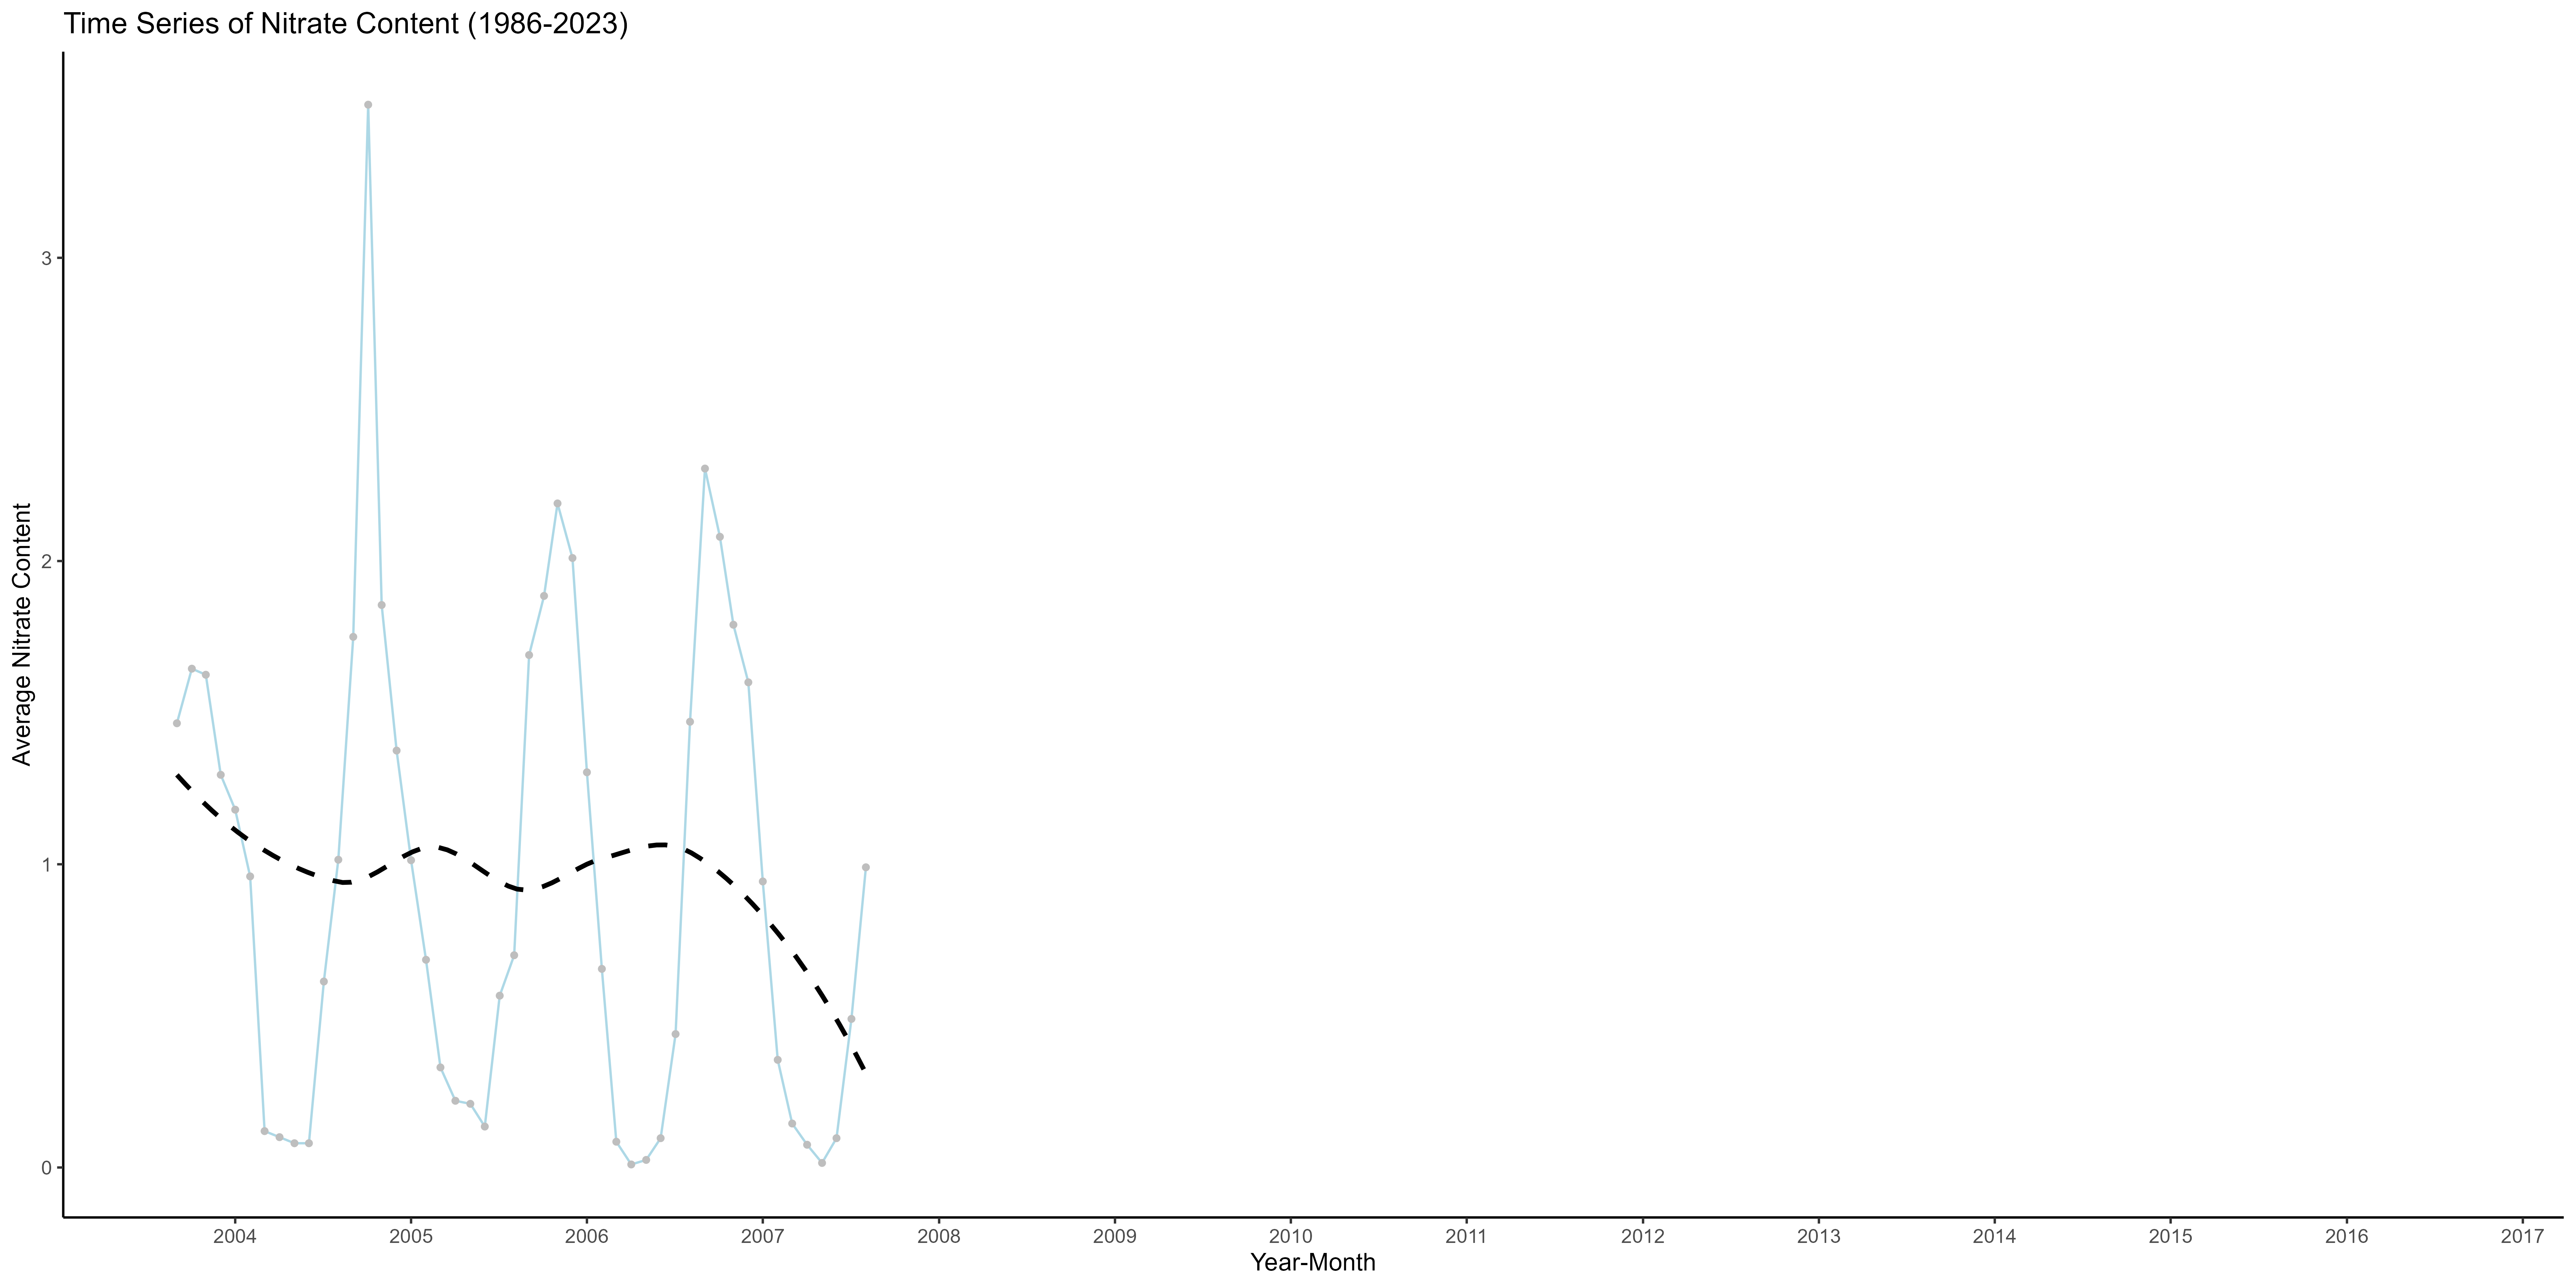 Time Series of Nitrate Content (1986-2023)
Average Nitrate Content
3
2
1
0
2004 2005 2006 2007 2008 2009 2010 2011 2012 2013 2014 2015 2016 2017
Year-Month